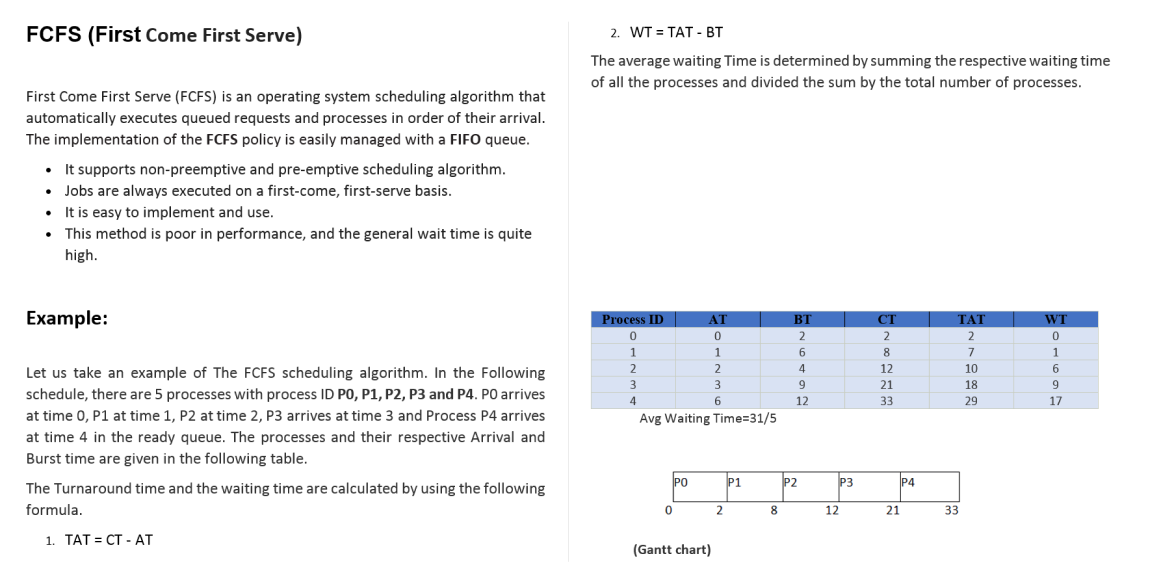 FCFS (First Come First Serve)
First Come First Serve (FCFS) is an operating system scheduling algorithm that
automatically executes queued requests and processes in order of their arrival.
The implementation of the FCFS policy is easily managed with a FIFO queue.
• It supports non-preemptive and pre-emptive scheduling algorithm.
• Jobs are always executed on a first-come, first-serve basis.
• It is easy to implement and use.
• This method is poor in performance, and the general wait time is quite
high.
Example:
Let us take an example of The FCFS scheduling algorithm. In the Following
schedule, there are 5 processes with process ID P0, P1, P2, P3 and P4. P0 arrives
at time 0, P1 at time 1, P2 at time 2, P3 arrives at time 3 and Process P4 arrives
at time 4 in the ready queue. The processes and their respective Arrival and
Burst time are given in the following table.
The Turnaround time and the waiting time are calculated by using the following
formula.
1. TAT = CT - AT
2. WT = TAT - BT
The average waiting Time is determined by summing the respective waiting time
of all the processes and divided the sum by the total number of processes.
Process ID AT BT CT TAT WT
0 0 2 2 2 0
1 1 6 8 7 1
2 2 4 12 10 6
3 3 9 21 18 9
4 6 12 33 29 17
Avg Waiting Time=31/5
P0 P1 P2 P3 P4
0 2 8 12 21 33
(Gantt chart)